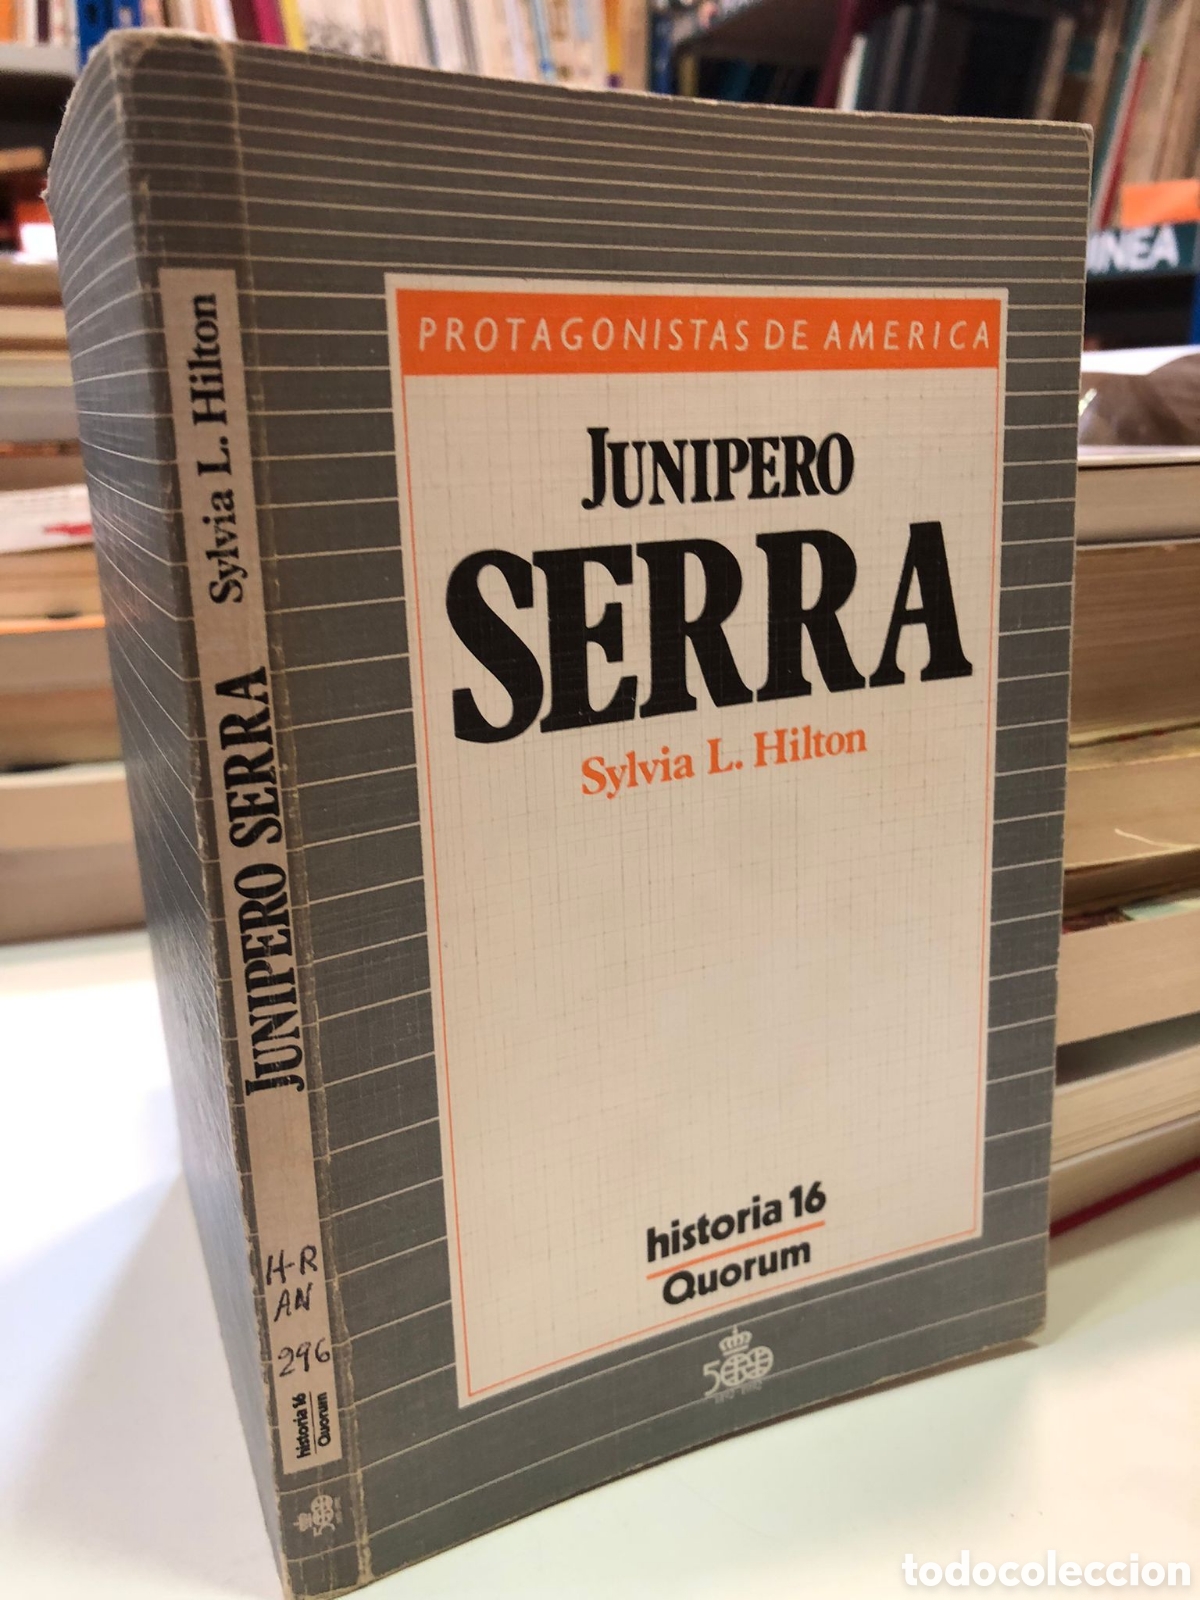 PROTAGONISTAS DE AMERICA
JUNIPERO
SERRA
Sylvia L. Hilton
historia 16
Quorum
JUNIPERO SERRA Sylvia L. Hilton
H-R
AN
296
historia 16
Quorum
todocoleccion